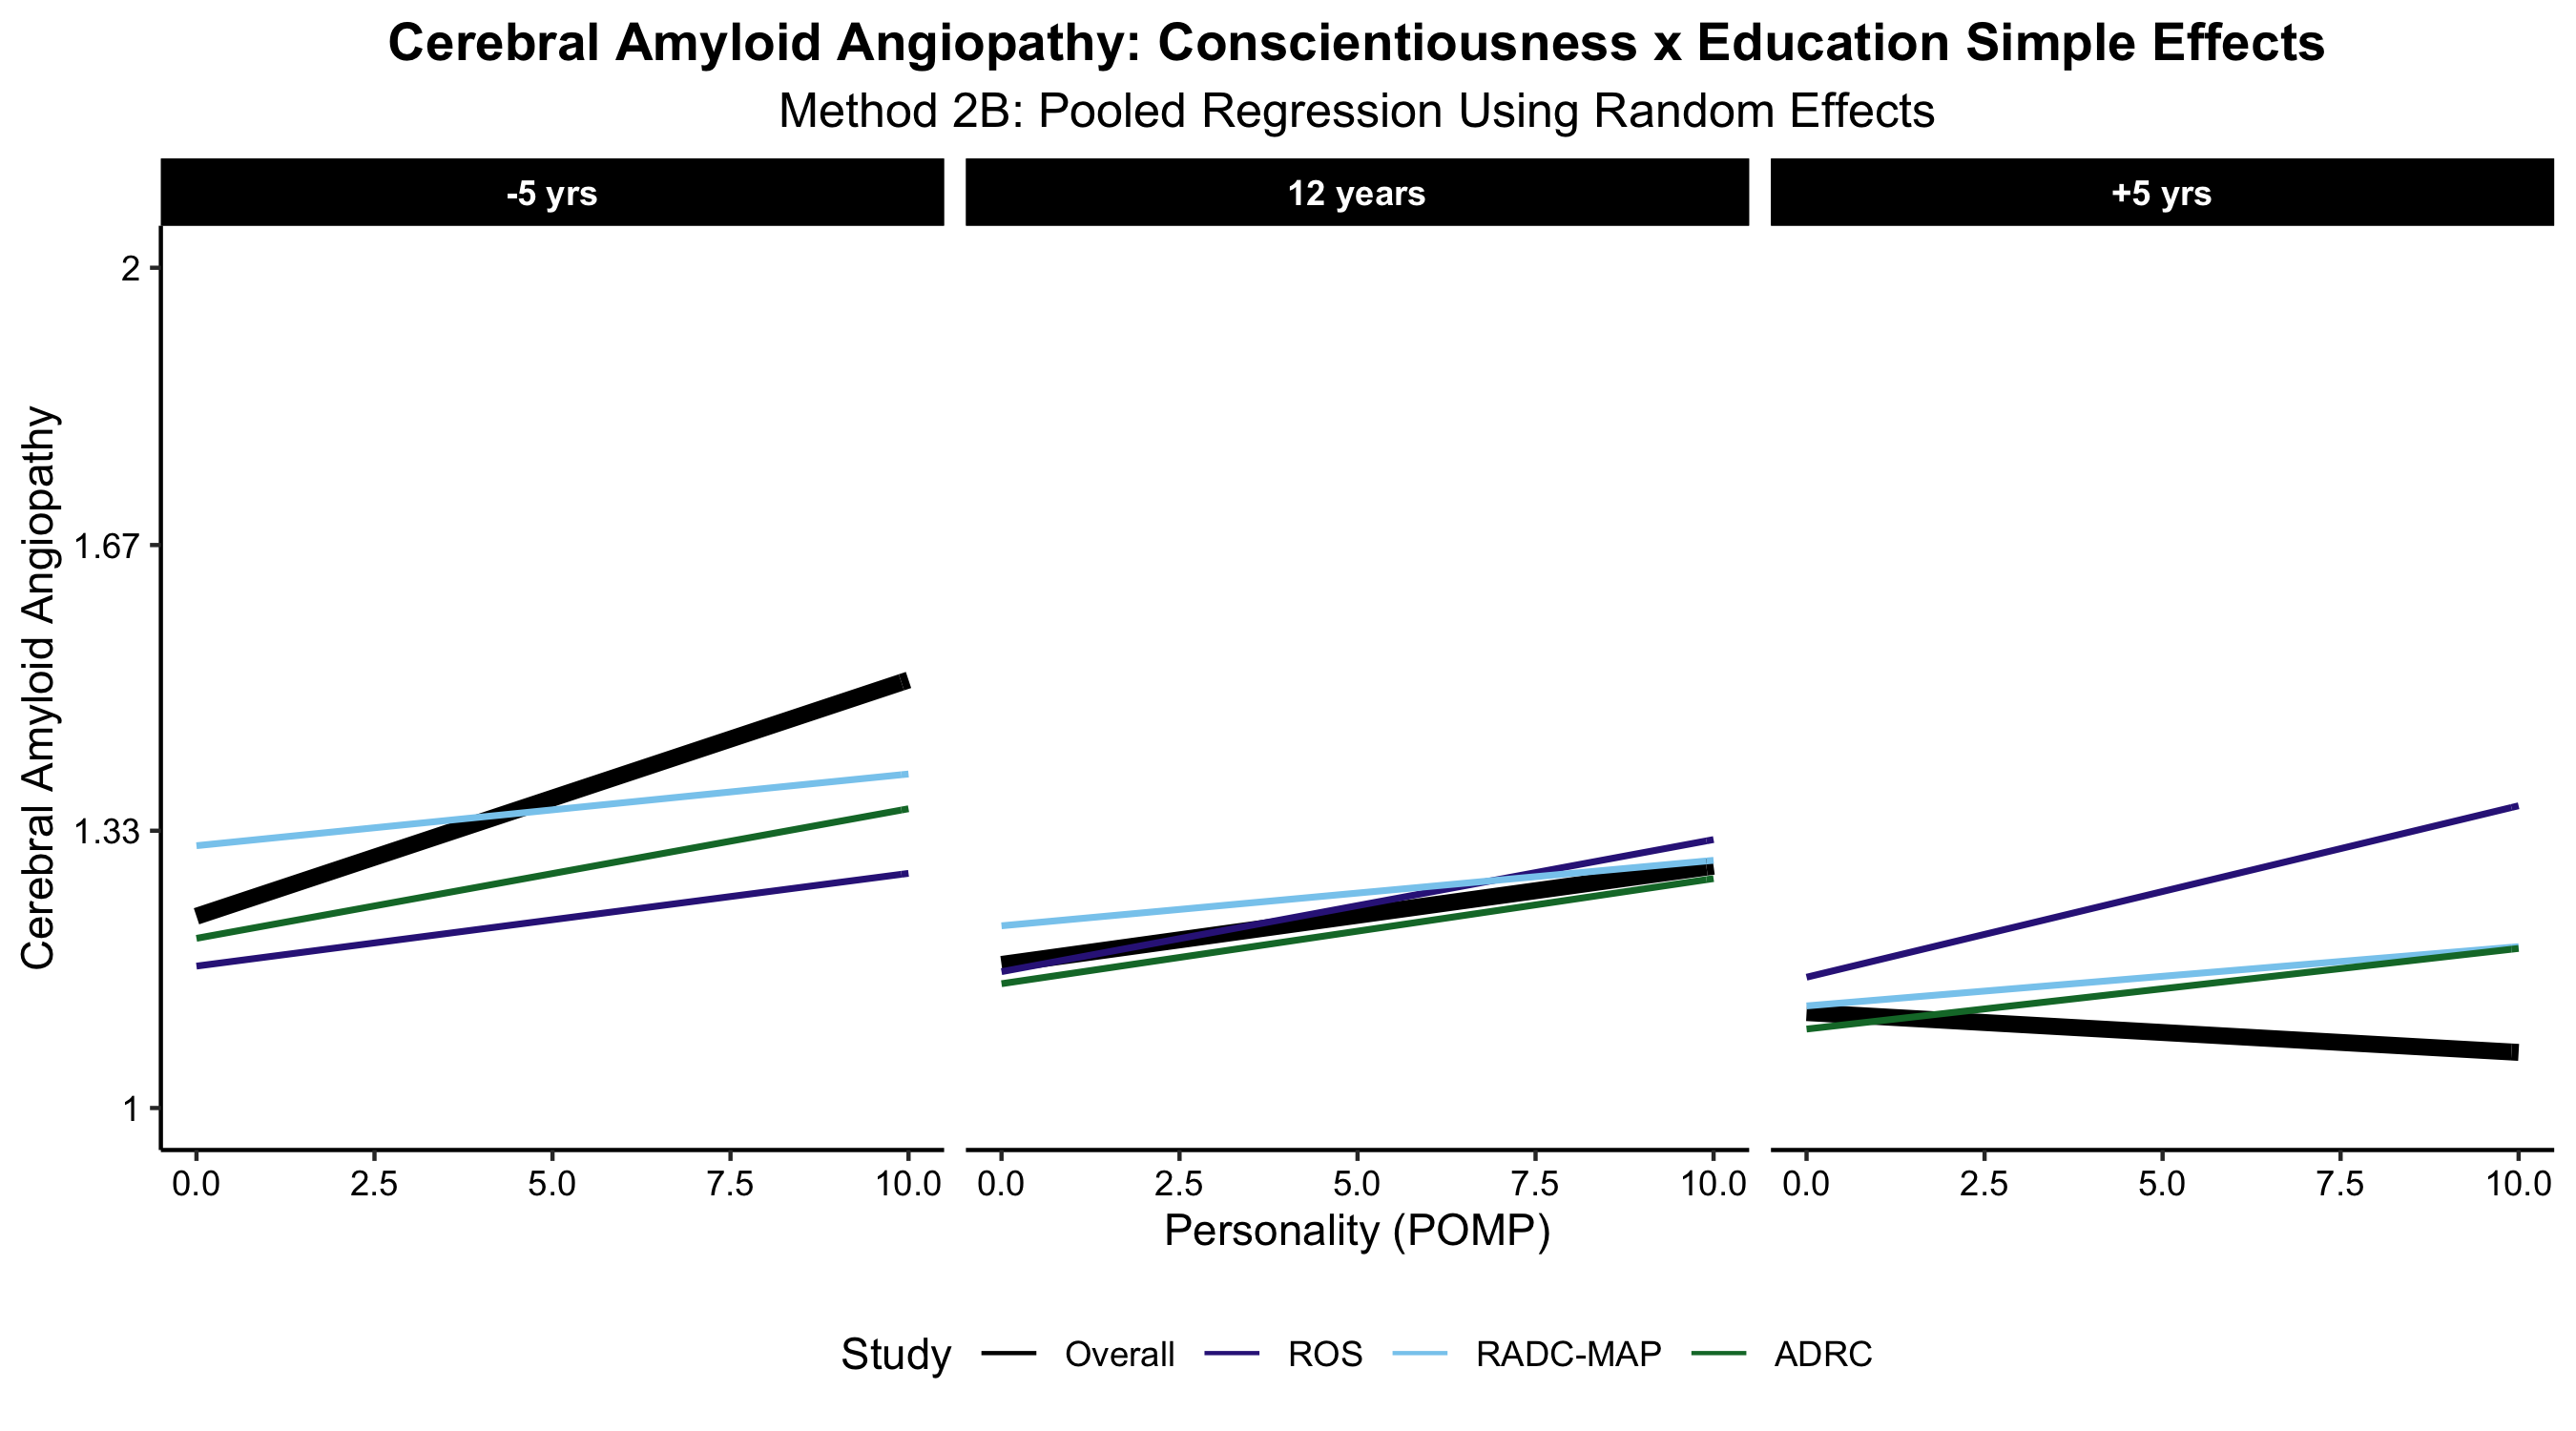 Cerebral Amyloid Angiopathy: Conscientiousness x Education Simple Effects
Method 2B: Pooled Regression Using Random Effects
-5 yrs 12 years +5 yrs
Cerebral Amyloid Angiopathy
2
1.67
1.33
1
0.0 2.5 5.0 7.5 10.0 0.0 2.5 5.0 7.5 10.0 0.0 2.5 5.0 7.5 10.0
Personality (POMP)
Study Overall ROS RADC-MAP ADRC